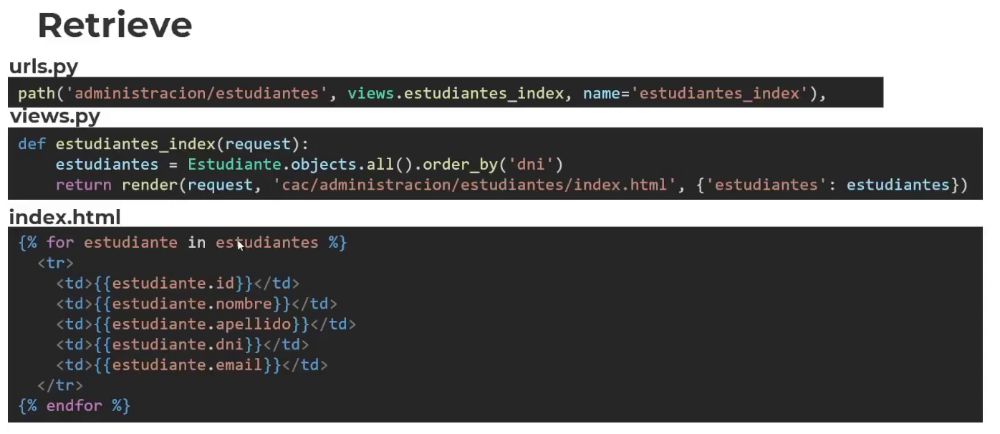 Retrieve
urls.py
path('administracion/estudiantes', views.estudiantes_index, name='estudiantes_index'),
views.py
def estudiantes_index(request):
    estudiantes = Estudiante.objects.all().order_by('dni')
    return render(request, 'cac/administracion/estudiantes/index.html', {'estudiantes': estudiantes})
index.html
{% for estudiante in estudiantes %}
  <tr>
    <td>{{estudiante.id}}</td>
    <td>{{estudiante.nombre}}</td>
    <td>{{estudiante.apellido}}</td>
    <td>{{estudiante.dni}}</td>
    <td>{{estudiante.email}}</td>
  </tr>
{% endfor %}